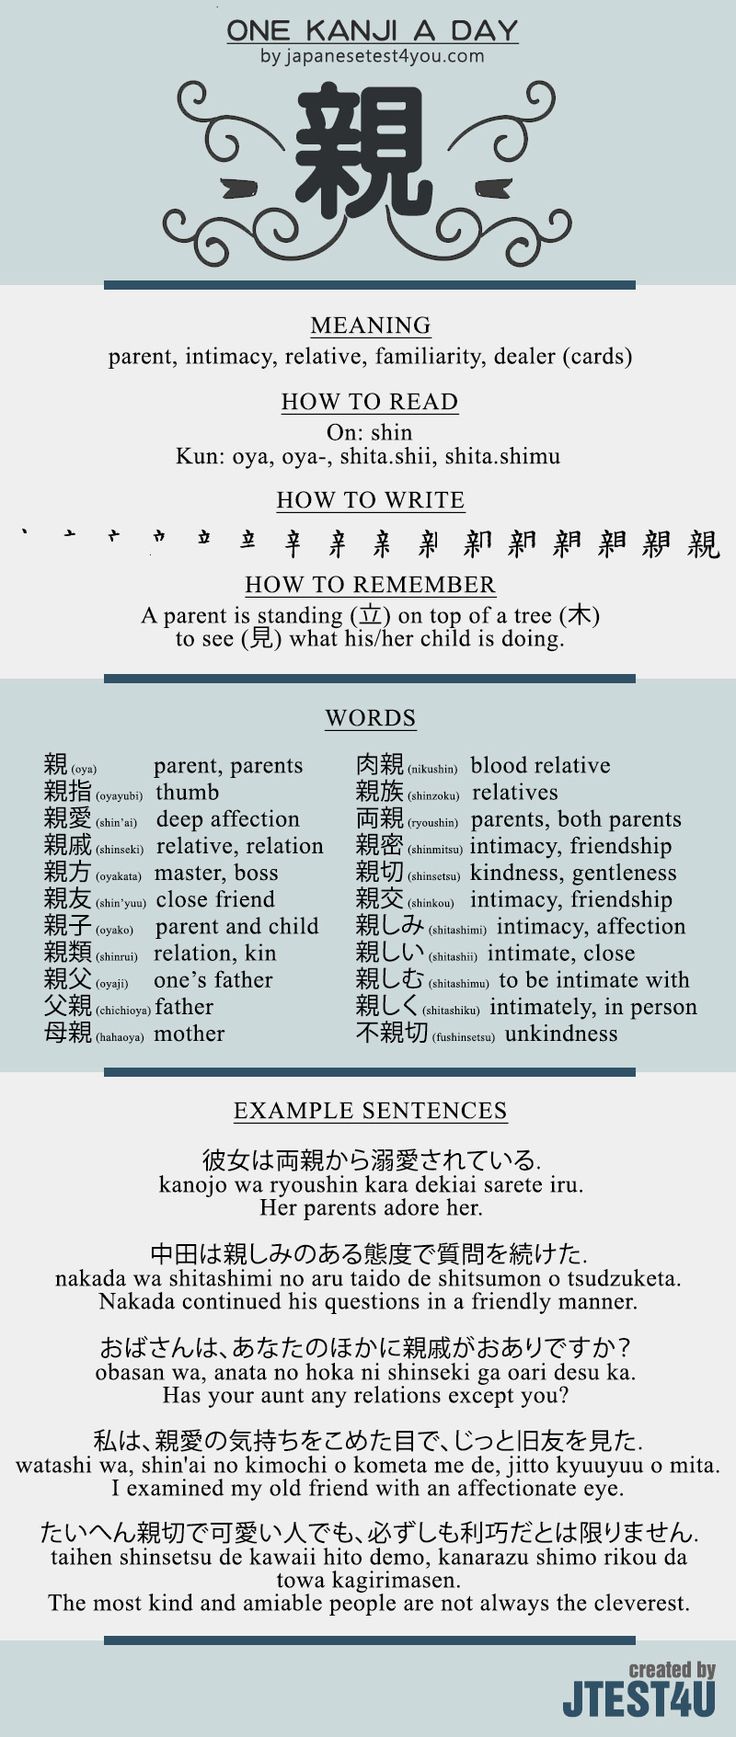 ONE KANJI A DAY
by japanesetest4you.com
親
MEANING
parent, intimacy, relative, familiarity, dealer (cards)
HOW TO READ
On: shin
Kun: oya, oya-, shita.shii, shita.shimu
HOW TO WRITE
親
HOW TO REMEMBER
A parent is standing (立) on top of a tree (木)
to see (見) what his/her child is doing.
WORDS
親 (oya) parent, parents
親指 (oyayubi) thumb
親愛 (shin'ai) deep affection
親戚 (shinseki) relative, relation
親方 (oyakata) master, boss
親友 (shin'yuu) close friend
親子 (oyako) parent and child
親類 (shinrui) relation, kin
親父 (oyaji) one's father
父親 (chichioya) father
母親 (hahaoya) mother
肉親 (nikushin) blood relative
親族 (shinzoku) relatives
両親 (ryoushin) parents, both parents
親密 (shinmitsu) intimacy, friendship
親切 (shinsetsu) kindness, gentleness
親交 (shinkou) intimacy, friendship
親しみ (shitashimi) intimacy, affection
親しい (shitashii) intimate, close
親しむ (shitashimu) to be intimate with
親しく (shitashiku) intimately, in person
不親切 (fushinsetsu) unkindness
EXAMPLE SENTENCES
彼女は両親から溺愛されている.
kanojo wa ryoushin kara dekiai sarete iru.
Her parents adore her.
中田は親しみのある態度で質問を続けた.
nakada wa shitashimi no aru taido de shitsumon o tsudzuketa.
Nakada continued his questions in a friendly manner.
おばさんは、あなたのほかに親戚がおありですか?
obasan wa, anata no hoka ni shinseki ga oari desu ka.
Has your aunt any relations except you?
私は、親愛の気持ちをこめた目で、じっと旧友を見た.
watashi wa, shin'ai no kimochi o kometa me de, jitto kyuuyuu o mita.
I examined my old friend with an affectionate eye.
たいへん親切で可愛い人でも、必ずしも利巧だとは限りません.
taihen shinsetsu de kawaii hito demo, kanarazu shimo rikou da
towa kagirimasen.
The most kind and amiable people are not always the cleverest.
created by
JTEST4U